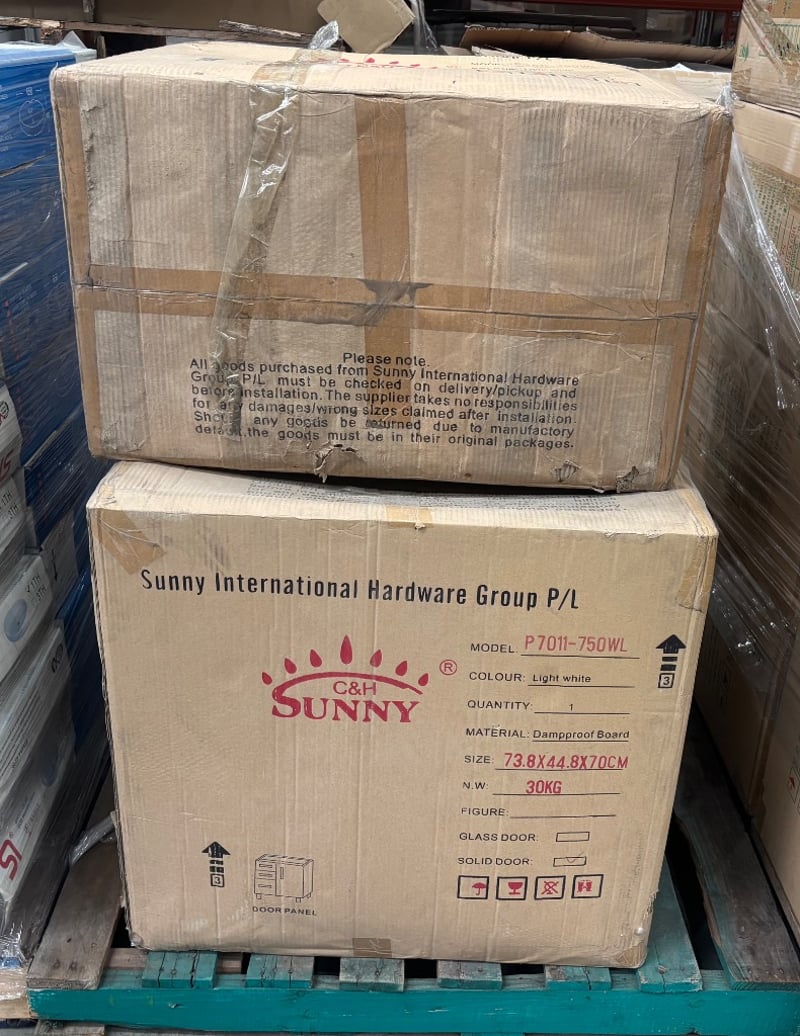 Please note.
All goods purchased from Sunny International Hardware
Group P/L must be checked on delivery/pickup and
before installation. The supplier takes no responsibilities
for any damages/wrong sizes claimed after installation.
any goods be returned due to manufactory
the goods must be in their original packages.
Sunny International Hardware Group P/L
C&H
SUNNY
®
MODEL: P7011-750WL
COLOUR: Light white
QUANTITY: 1
MATERIAL: Dampproof Board
SIZE: 73.8X44.8X70CM
N.W: 30KG
FIGURE:
GLASS DOOR:
SOLID DOOR:
3
3
DOOR PANEL